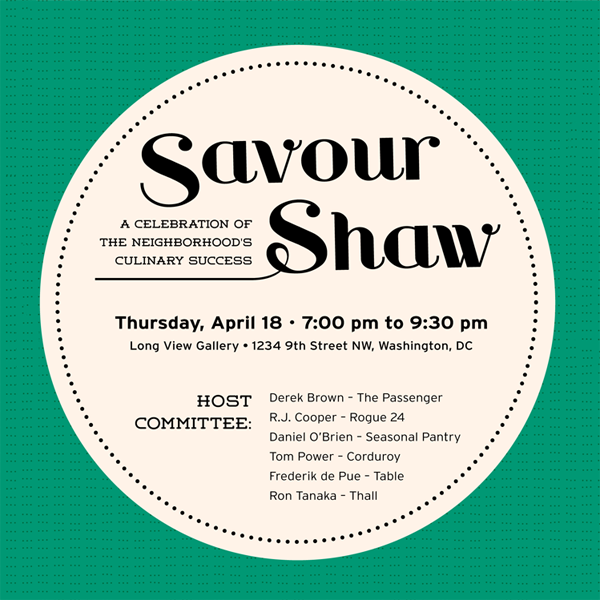 Savour
Shaw
A CELEBRATION OF
THE NEIGHBORHOOD'S
CULINARY SUCCESS
Thursday, April 18 • 7:00 pm to 9:30 pm
Long View Gallery • 1234 9th Street NW, Washington, DC
HOST
COMMITTEE:
Derek Brown – The Passenger
R.J. Cooper – Rogue 24
Daniel O'Brien – Seasonal Pantry
Tom Power – Corduroy
Frederik de Pue – Table
Ron Tanaka – Thall